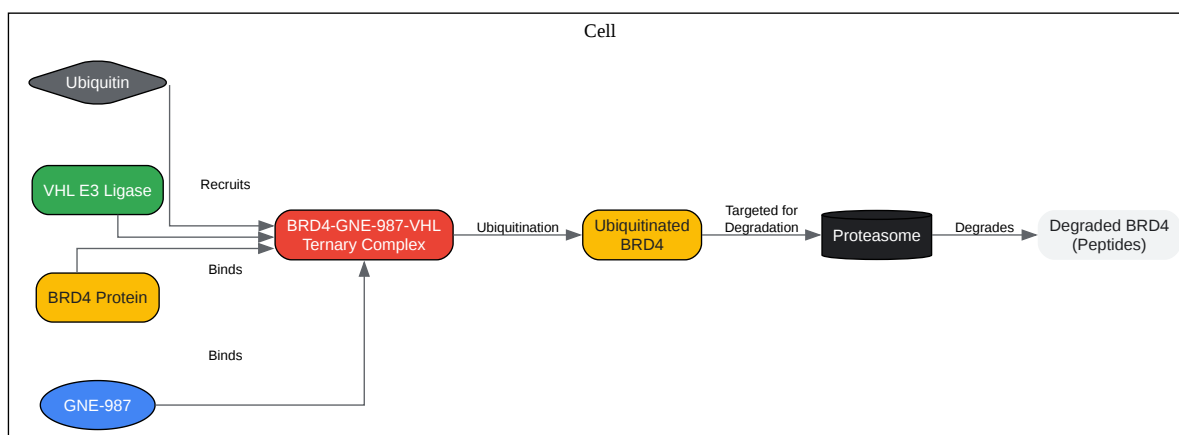 Cell
Ubiquitin
VHL E3 Ligase
Recruits
BRD4-GNE-987-VHL
Ternary Complex
Ubiquitination
Ubiquitinated
BRD4
Targeted for
Degradation
Proteasome
Degrades
Degraded BRD4
(Peptides)
Binds
BRD4 Protein
Binds
GNE-987